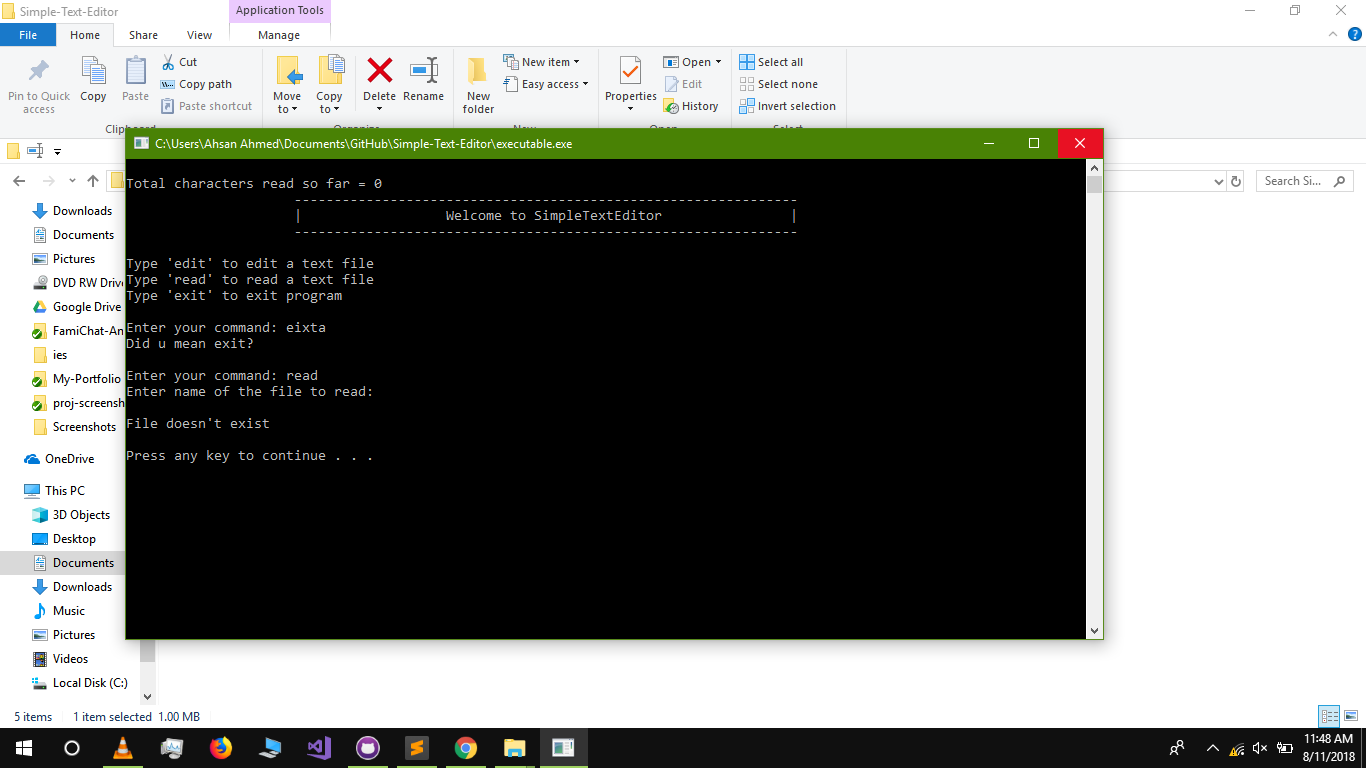 Simple-Text-Editor
Application Tools
File Home Share View Manage
Pin to Quick access
Copy
Paste
Cut
Copy path
Paste shortcut
Move to
Copy to
Delete
Rename
New folder
New item
Easy access
Properties
Open
Edit
History
Select all
Select none
Invert selection
Clipb
Organize
New
Open
Select
C:\Users\Ahsan Ahmed\Documents\GitHub\Simple-Text-Editor\executable.exe
Search Si...
Total characters read so far = 0
---------------------------------------------------------------
| Welcome to SimpleTextEditor |
---------------------------------------------------------------
Type 'edit' to edit a text file
Type 'read' to read a text file
Type 'exit' to exit program
Enter your command: eixta
Did u mean exit?
Enter your command: read
Enter name of the file to read:
File doesn't exist
Press any key to continue . . .
Downloads
Documents
Pictures
DVD RW Driv
Google Drive
FamiChat-An
ies
My-Portfolio
proj-screensh
Screenshots
OneDrive
This PC
3D Objects
Desktop
Documents
Downloads
Music
Pictures
Videos
Local Disk (C:)
5 items 1 item selected 1.00 MB
11:48 AM
8/11/2018